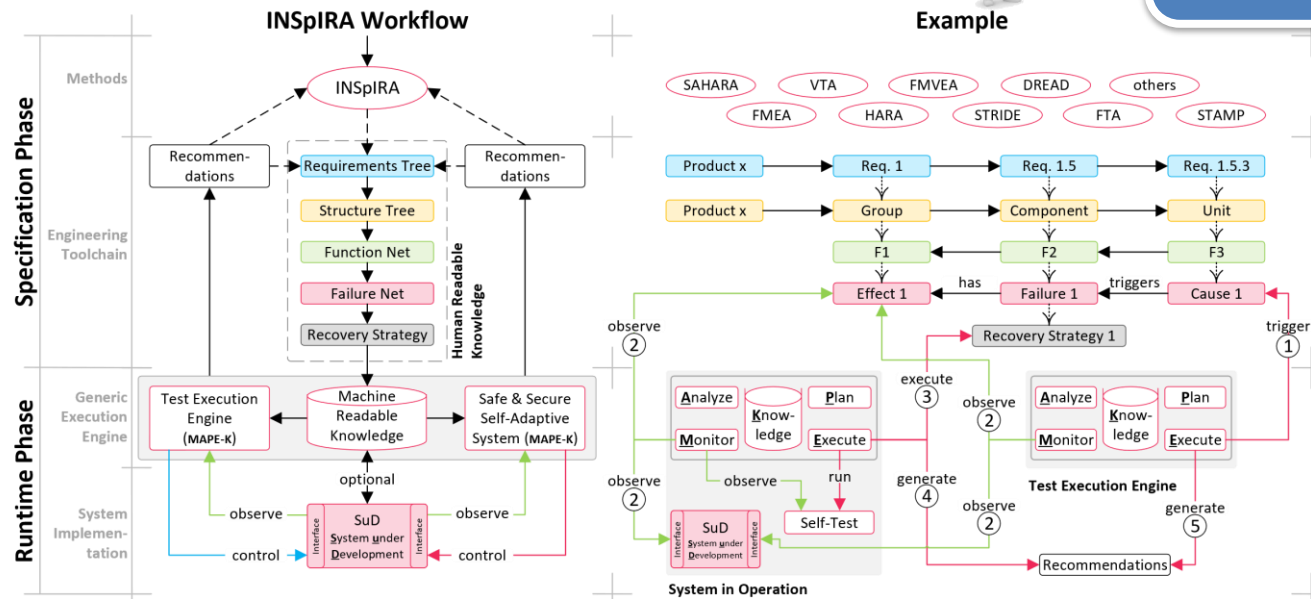 INSpIRA Workflow
Example
Specification Phase
Runtime Phase
Methods
Engineering
Toolchain
Generic
Execution
Engine
System
Implemen-
tation
INSpIRA
Recommen-
dations
Requirements Tree
Recommen-
dations
Structure Tree
Function Net
Failure Net
Recovery Strategy
Human Readable
Knowledge
Test Execution
Engine
(MAPE-K)
Machine
Readable
Knowledge
Safe & Secure
Self-Adaptive
System (MAPE-K)
optional
observe
observe
control
control
Interface
SuD
System under
Development
Interface
SAHARA
VTA
FMVEA
DREAD
others
FMEA
HARA
STRIDE
FTA
STAMP
Product x
Req. 1
Req. 1.5
Req. 1.5.3
Product x
Group
Component
Unit
F1
F2
F3
Effect 1
has
Failure 1
triggers
Cause 1
Recovery Strategy 1
observe
2
trigger
1
execute
3
observe
2
Analyze
Plan
Know-
ledge
Monitor
Execute
Analyze
Plan
Know-
ledge
Monitor
Execute
Test Execution Engine
observe
2
observe
run
generate
4
observe
2
generate
5
Self-Test
Interface
SuD
System under
Development
Interface
Recommendations
System in Operation